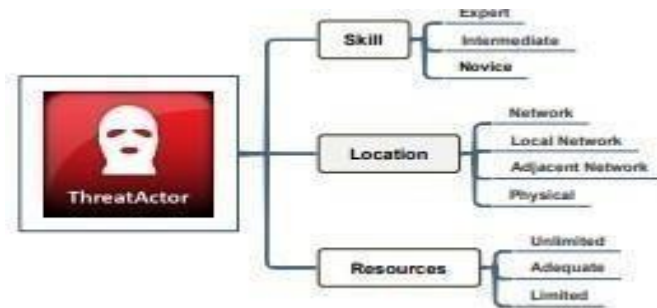 ThreatActor
Skill
Expert
Intermediate
Novice
Location
Network
Local Network
Adjacent Network
Physical
Resources
Unlimited
Adequate
Limited